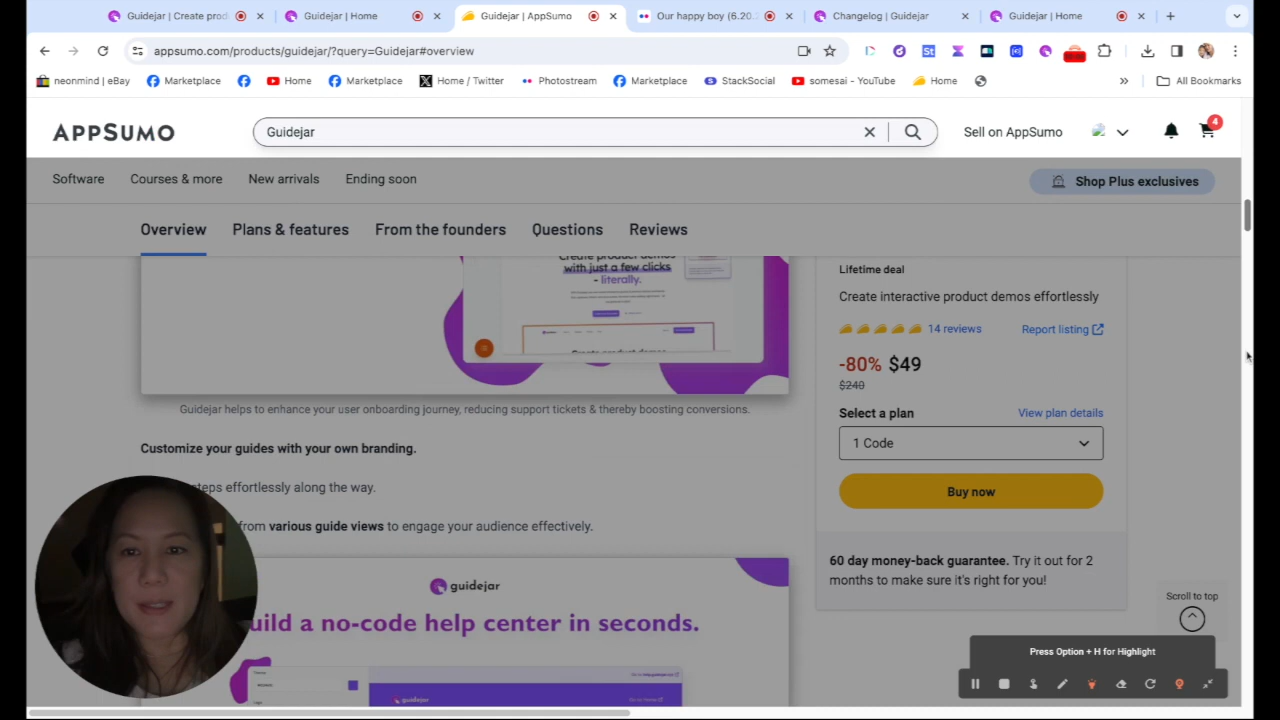 Guidejar | Create prod
Guidejar | Home
Guidejar | AppSumo
Our happy boy (6.20.
Changelog | Guidejar
Guidejar | Home
appsumo.com/products/guidejar/?query=Guidejar#overview
neonmind | eBay
Marketplace
Home
Marketplace
Home / Twitter
Photostream
Marketplace
StackSocial
somesai - YouTube
Home
All Bookmarks
APPSUMO
Guidejar
Sell on AppSumo
4
Software
Courses & more
New arrivals
Ending soon
Shop Plus exclusives
Overview
Plans & features
From the founders
Questions
Reviews
Create product demos
with just a few clicks
- literally.
Guidejar helps to enhance your user onboarding journey, reducing support tickets & thereby boosting conversions.
Customize your guides with your own branding.
steps effortlessly along the way.
from various guide views to engage your audience effectively.
guidejar
uild a no-code help center in seconds.
guidejar
Lifetime deal
Create interactive product demos effortlessly
14 reviews
Report listing
-80% $49
$240
Select a plan
View plan details
1 Code
Buy now
60 day money-back guarantee. Try it out for 2
months to make sure it's right for you!
Scroll to top
Press Option + H for Highlight